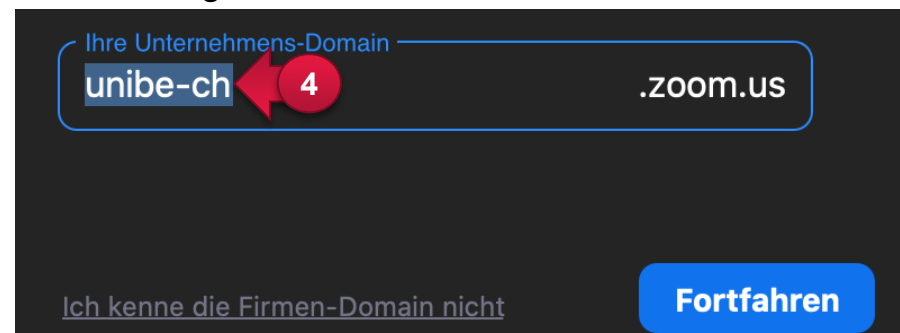 Ihre Unternehmens-Domain
unibe-ch 4 .zoom.us
Ich kenne die Firmen-Domain nicht
Fortfahren